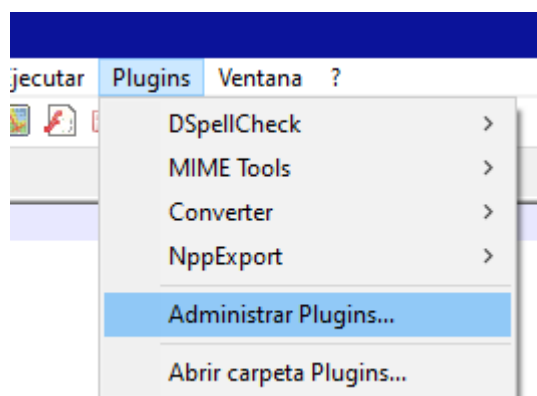 jecutar Plugins Ventana ?
DSpellCheck
MIME Tools
Converter
NppExport
Administrar Plugins...
Abrir carpeta Plugins...